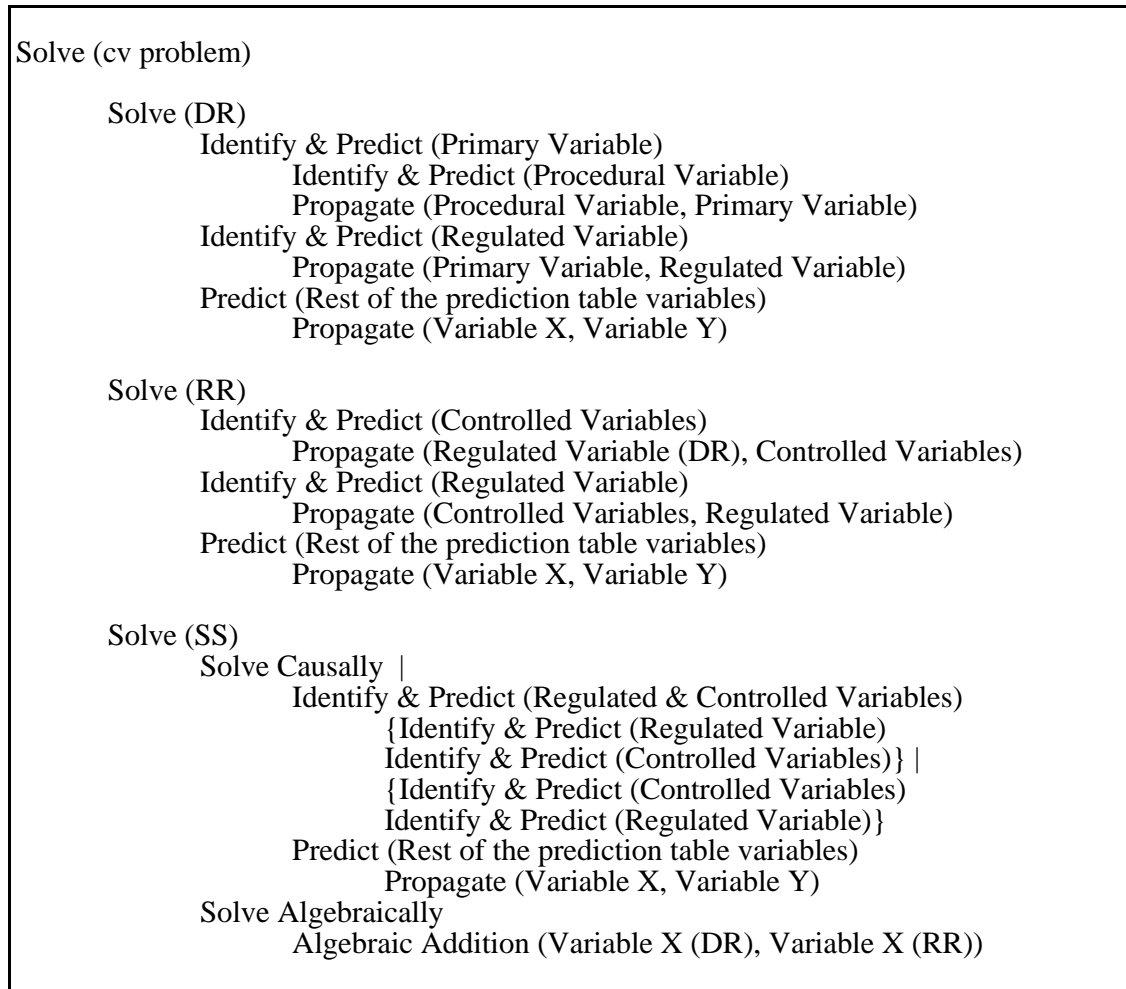 Solve (cv problem)
Solve (DR)
Identify & Predict (Primary Variable)
Identify & Predict (Procedural Variable)
Propagate (Procedural Variable, Primary Variable)
Identify & Predict (Regulated Variable)
Propagate (Primary Variable, Regulated Variable)
Predict (Rest of the prediction table variables)
Propagate (Variable X, Variable Y)
Solve (RR)
Identify & Predict (Controlled Variables)
Propagate (Regulated Variable (DR), Controlled Variables)
Identify & Predict (Regulated Variable)
Propagate (Controlled Variables, Regulated Variable)
Predict (Rest of the prediction table variables)
Propagate (Variable X, Variable Y)
Solve (SS)
Solve Causally |
Identify & Predict (Regulated & Controlled Variables)
{Identify & Predict (Regulated Variable)
Identify & Predict (Controlled Variables)} |
{Identify & Predict (Controlled Variables)
Identify & Predict (Regulated Variable)}
Predict (Rest of the prediction table variables)
Propagate (Variable X, Variable Y)
Solve Algebraically
Algebraic Addition (Variable X (DR), Variable X (RR))